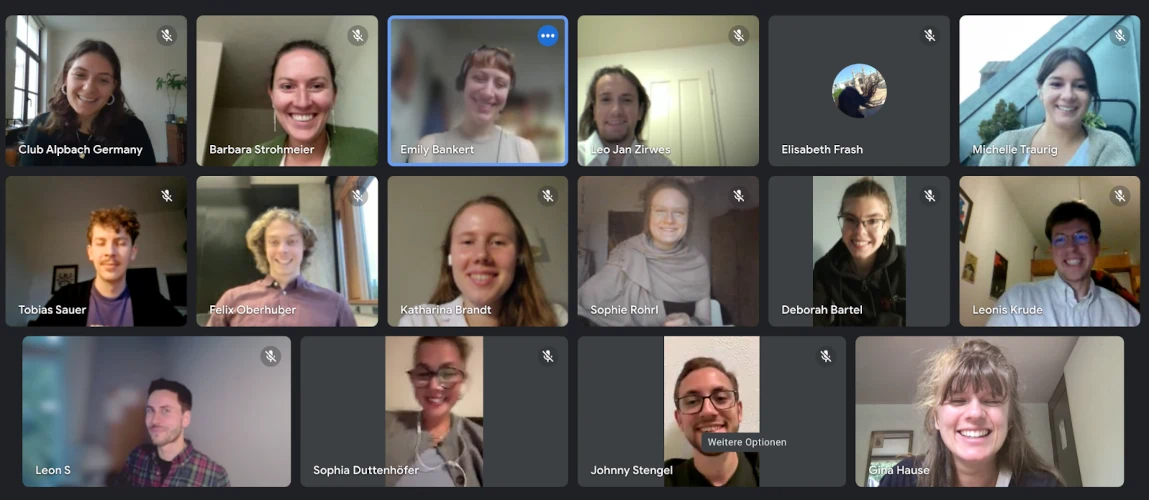 Club Alpbach Germany
Barbara Strohmeier
Emily Bankert
Leo Jan Zirwes
Elisabeth Frash
Michelle Traurig
Tobias Sauer
Felix Oberhuber
Katharina Brandt
Sophie Rohrl
Deborah Bartel
Leonis Krude
Leon S
Sophia Duttenhöfer
Johnny Stengel
Weitere Optionen
Gina Hause